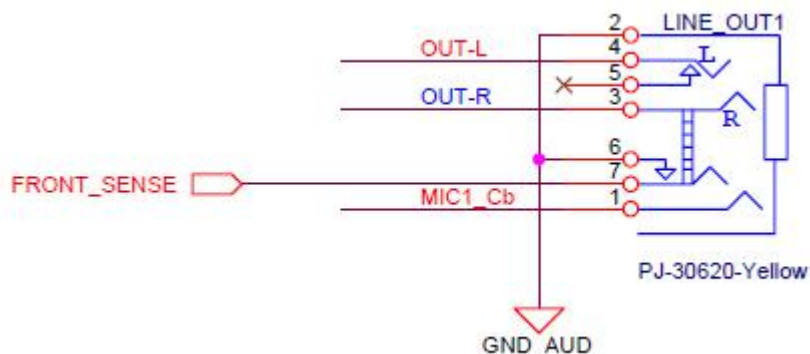 2 LINE_OUT1
OUT-L 4 L
5
OUT-R 3
R
6
FRONT_SENSE 7
MIC1_Cb 1
PJ-30620-Yellow
GND_AUD